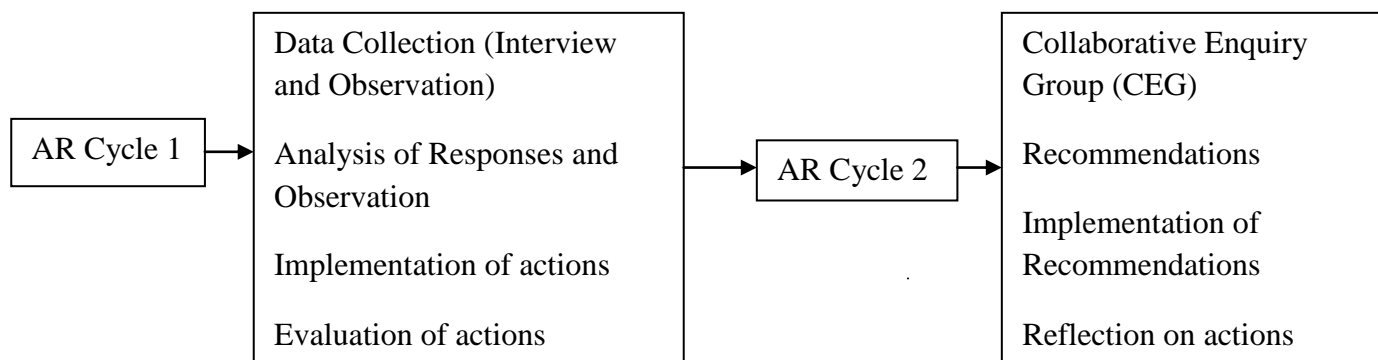 AR Cycle 1
Data Collection (Interview
and Observation)
Analysis of Responses and
Observation
Implementation of actions
Evaluation of actions
AR Cycle 2
Collaborative Enquiry
Group (CEG)
Recommendations
Implementation of
Recommendations
Reflection on actions